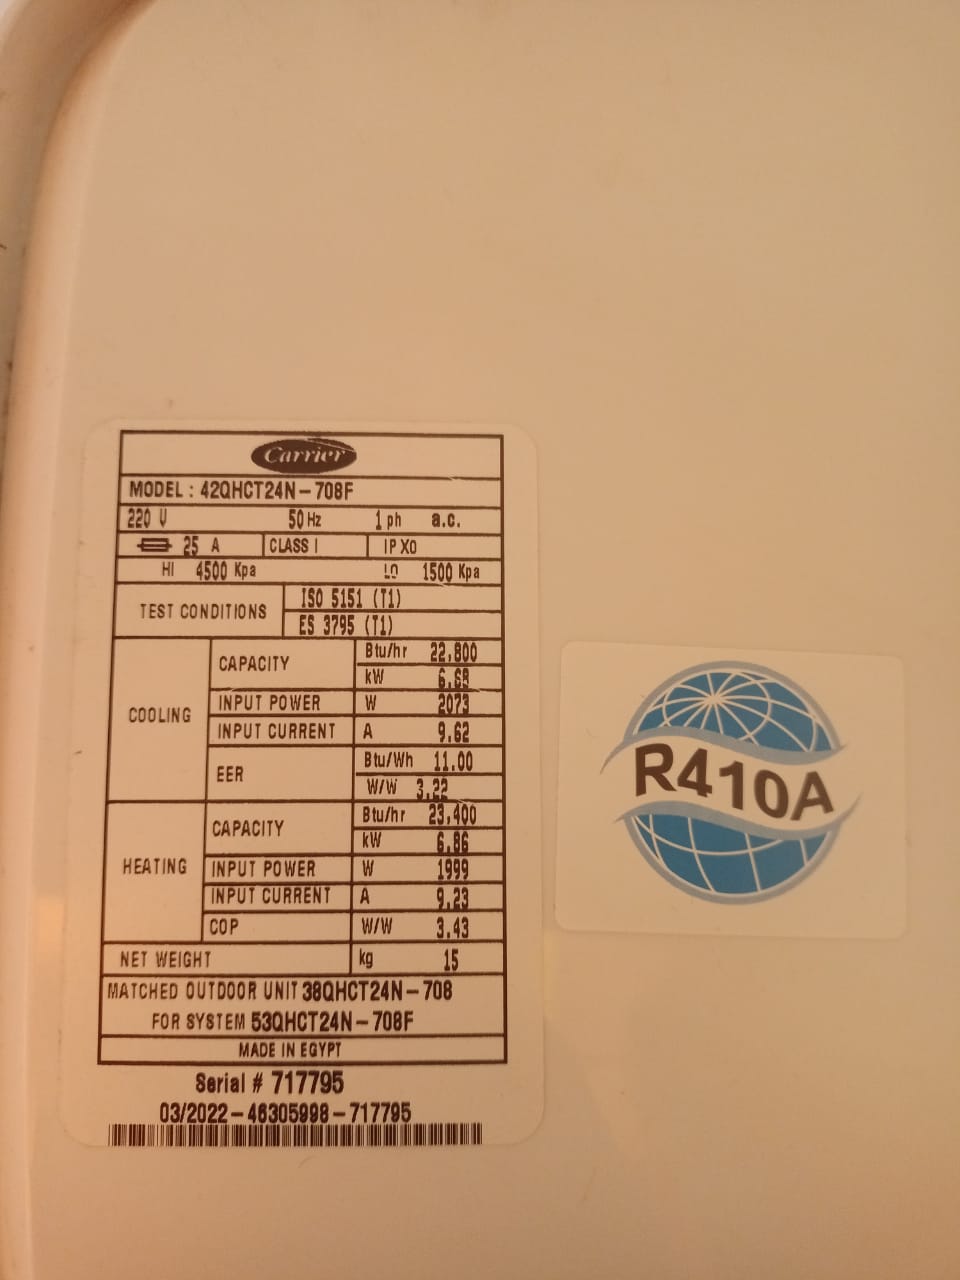 Carrier
MODEL : 42QHCT24N-708F
220 V 50 Hz 1 ph a.c.
25 A CLASS I IP X0
HI 4500 Kpa LO 1500 Kpa
TEST CONDITIONS
ISO 5151 (T1)
ES 3795 (T1)
COOLING
CAPACITY Btu/hr 22,800
kW
INPUT POWER W 2073
INPUT CURRENT A 9.62
EER Btu/Wh 11.00
W/W 3.22
HEATING
CAPACITY Btu/hr 23,400
kW 6.86
INPUT POWER W 1999
INPUT CURRENT A 9.23
COP W/W 3.43
NET WEIGHT kg 15
MATCHED OUTDOOR UNIT 38QHCT24N-708
FOR SYSTEM 53QHCT24N-708F
MADE IN EGYPT
Serial # 717795
03/2022-46305998-717795
R410A